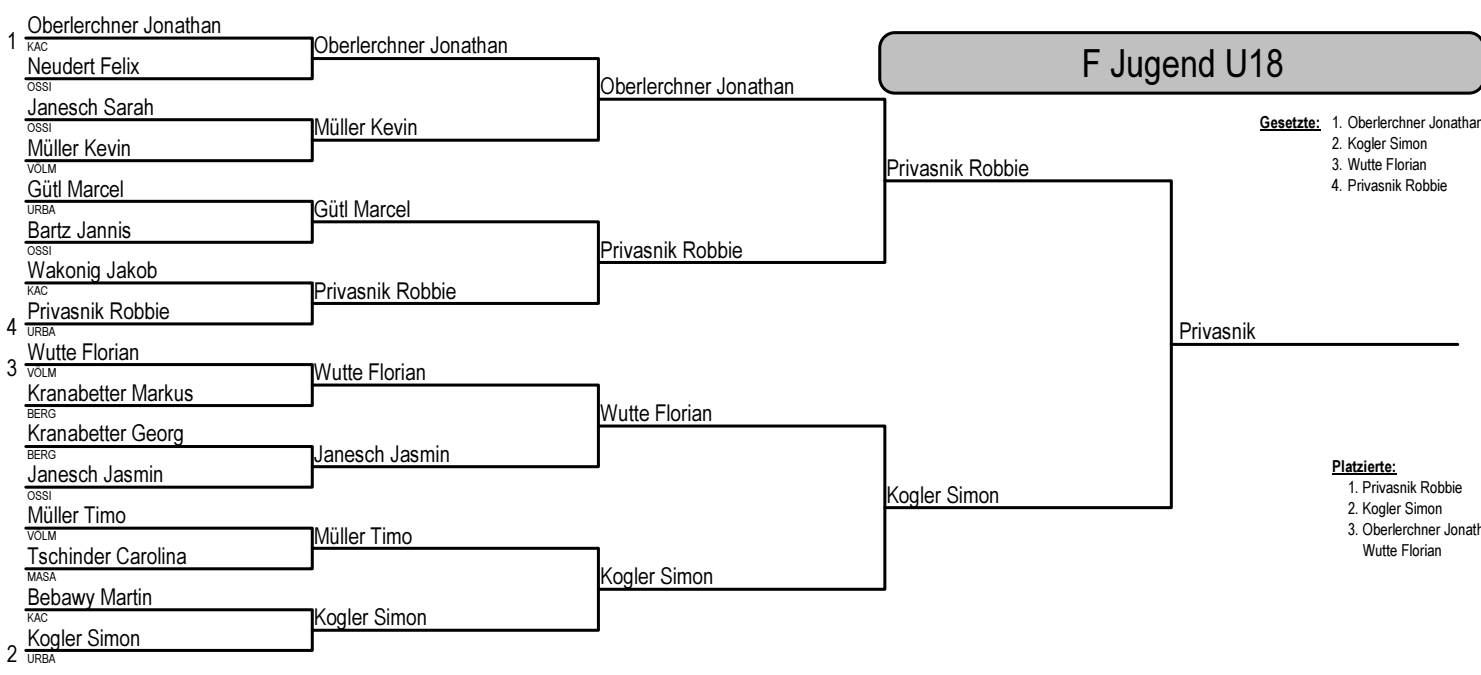 F Jugend U18
Gesetzte: 1. Oberlerchner Jonathan
2. Kogler Simon
3. Wutte Florian
4. Privasnik Robbie
1 Oberlerchner Jonathan
KAC
Neudert Felix
OSSI
Janesch Sarah
OSSI
Müller Kevin
VÖLM
Gütl Marcel
URBA
Bartz Jannis
OSSI
Wakonig Jakob
KAC
4 Privasnik Robbie
URBA
3 Wutte Florian
VÖLM
Kranabetter Markus
BERG
Kranabetter Georg
BERG
Janesch Jasmin
OSSI
Müller Timo
VÖLM
Tschinder Carolina
MASA
Bebawy Martin
KAC
2 Kogler Simon
URBA
Oberlerchner Jonathan
Müller Kevin
Gütl Marcel
Privasnik Robbie
Wutte Florian
Janesch Jasmin
Müller Timo
Kogler Simon
Oberlerchner Jonathan
Privasnik Robbie
Wutte Florian
Kogler Simon
Privasnik Robbie
Kogler Simon
Privasnik
Platzierte:
1. Privasnik Robbie
2. Kogler Simon
3. Oberlerchner Jonath
Wutte Florian